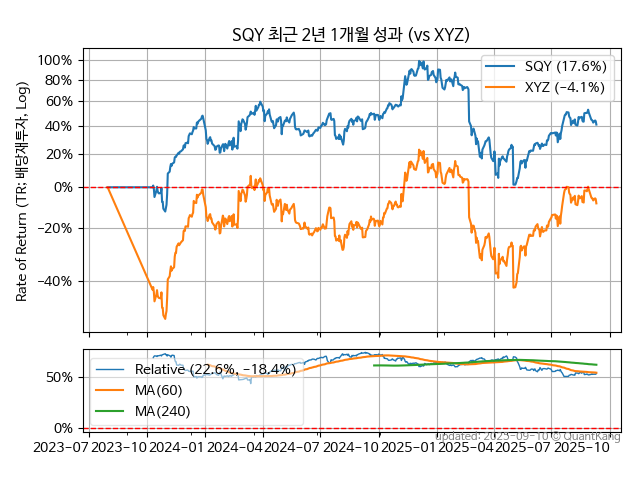 SQY 최근 2년 1개월 성과 (vs XYZ)
Rate of Return (TR: 배당재투자, Log)
100%
80%
60%
40%
20%
0%
−20%
−40%
SQY (17.6%)
XYZ (−4.1%)
50%
0%
Relative (22.6%, −18.4%)
MA(60)
MA(240)
2023-07 2023-10 2024-01 2024-04 2024-07 2024-10 2025-01 2025-04 2025-07 2025-10
updated: 2025-09-10 © QuantKang